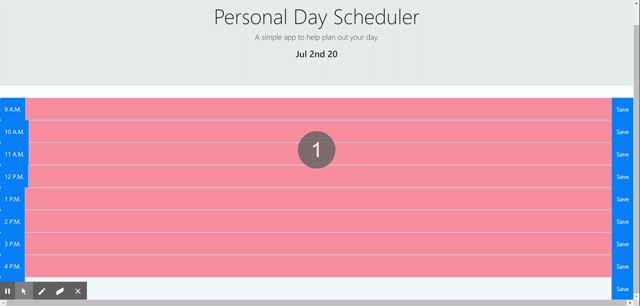 Personal Day Scheduler
A simple app to help plan out your day.
Jul 2nd 20
9 A.M. Save
10 A.M. Save
1
11 A.M. Save
12 P.M. Save
1 P.M. Save
2 P.M. Save
3 P.M. Save
4 P.M. Save
Save